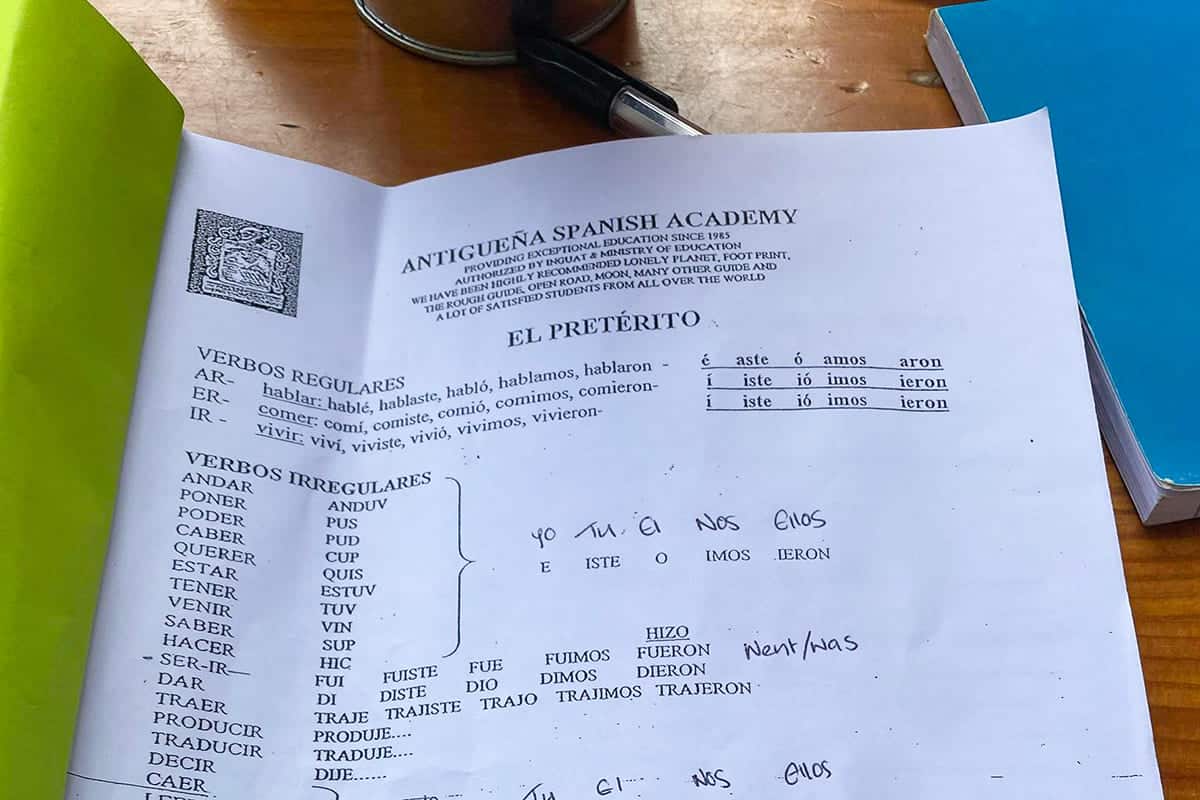 ANTIGUEÑA SPANISH ACADEMY
PROVIDING EXCEPTIONAL EDUCATION SINCE 1985
AUTHORIZED BY INGUAT & MINISTRY OF EDUCATION
WE HAVE BEEN HIGHLY RECOMMENDED LONELY PLANET, FOOT PRINT,
THE ROUGH GUIDE, OPEN ROAD, MOON, MANY OTHER GUIDE AND
A LOT OF SATISFIED STUDENTS FROM ALL OVER THE WORLD
EL PRETÉRITO
VERBOS REGULARES
AR- hablar: hablé, hablaste, habló, hablamos, hablaron - é aste ó amos aron
ER- comer: comí, comiste, comió, comimos, comieron- í iste ió imos ieron
IR - vivir: viví, viviste, vivió, vivimos, vivieron- í iste ió imos ieron
VERBOS IRREGULARES
ANDAR ANDUV
PONER PUS
PODER PUD
CABER CUP
QUERER QUIS
ESTAR ESTUV
TENER TUV
VENIR VIN
SABER SUP
HACER HIC
yo Tu El Nos Ellos
E ISTE O IMOS IERON
HIZO
- SER-IR— FUI FUISTE FUE FUIMOS FUERON Went/was
DAR DI DISTE DIO DIMOS DIERON
TRAER TRAJE TRAJISTE TRAJO TRAJIMOS TRAJERON
PRODUCIR PRODUJE....
TRADUCIR TRADUJE....
DECIR DIJE......
CAER
Tu El Nos Ellos